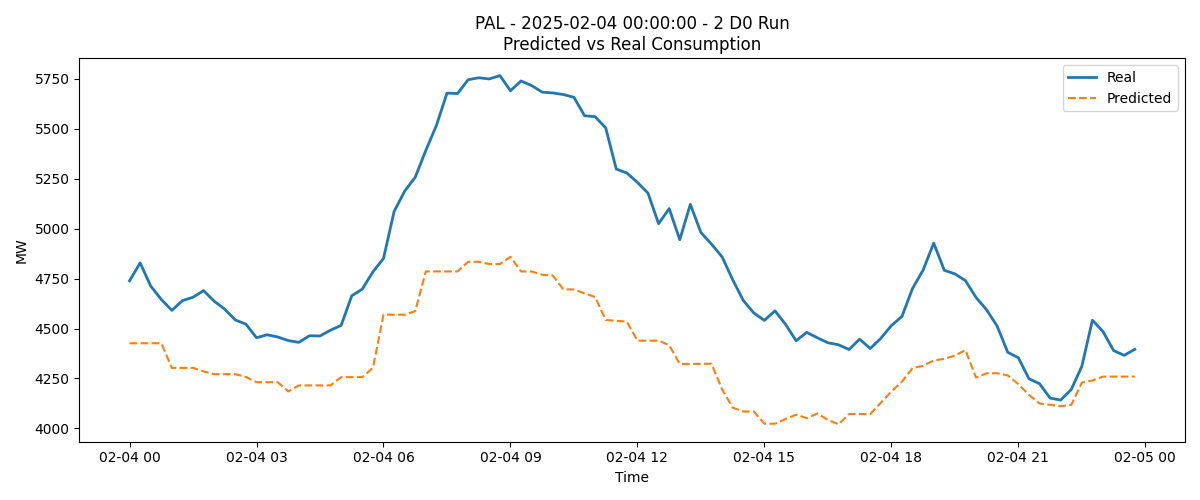 PAL - 2025-02-04 00:00:00 - 2 D0 Run
Predicted vs Real Consumption
Real
Predicted
MW
5750
5500
5250
5000
4750
4500
4250
4000
02-04 00
02-04 03
02-04 06
02-04 09
02-04 12
02-04 15
02-04 18
02-04 21
02-05 00
Time